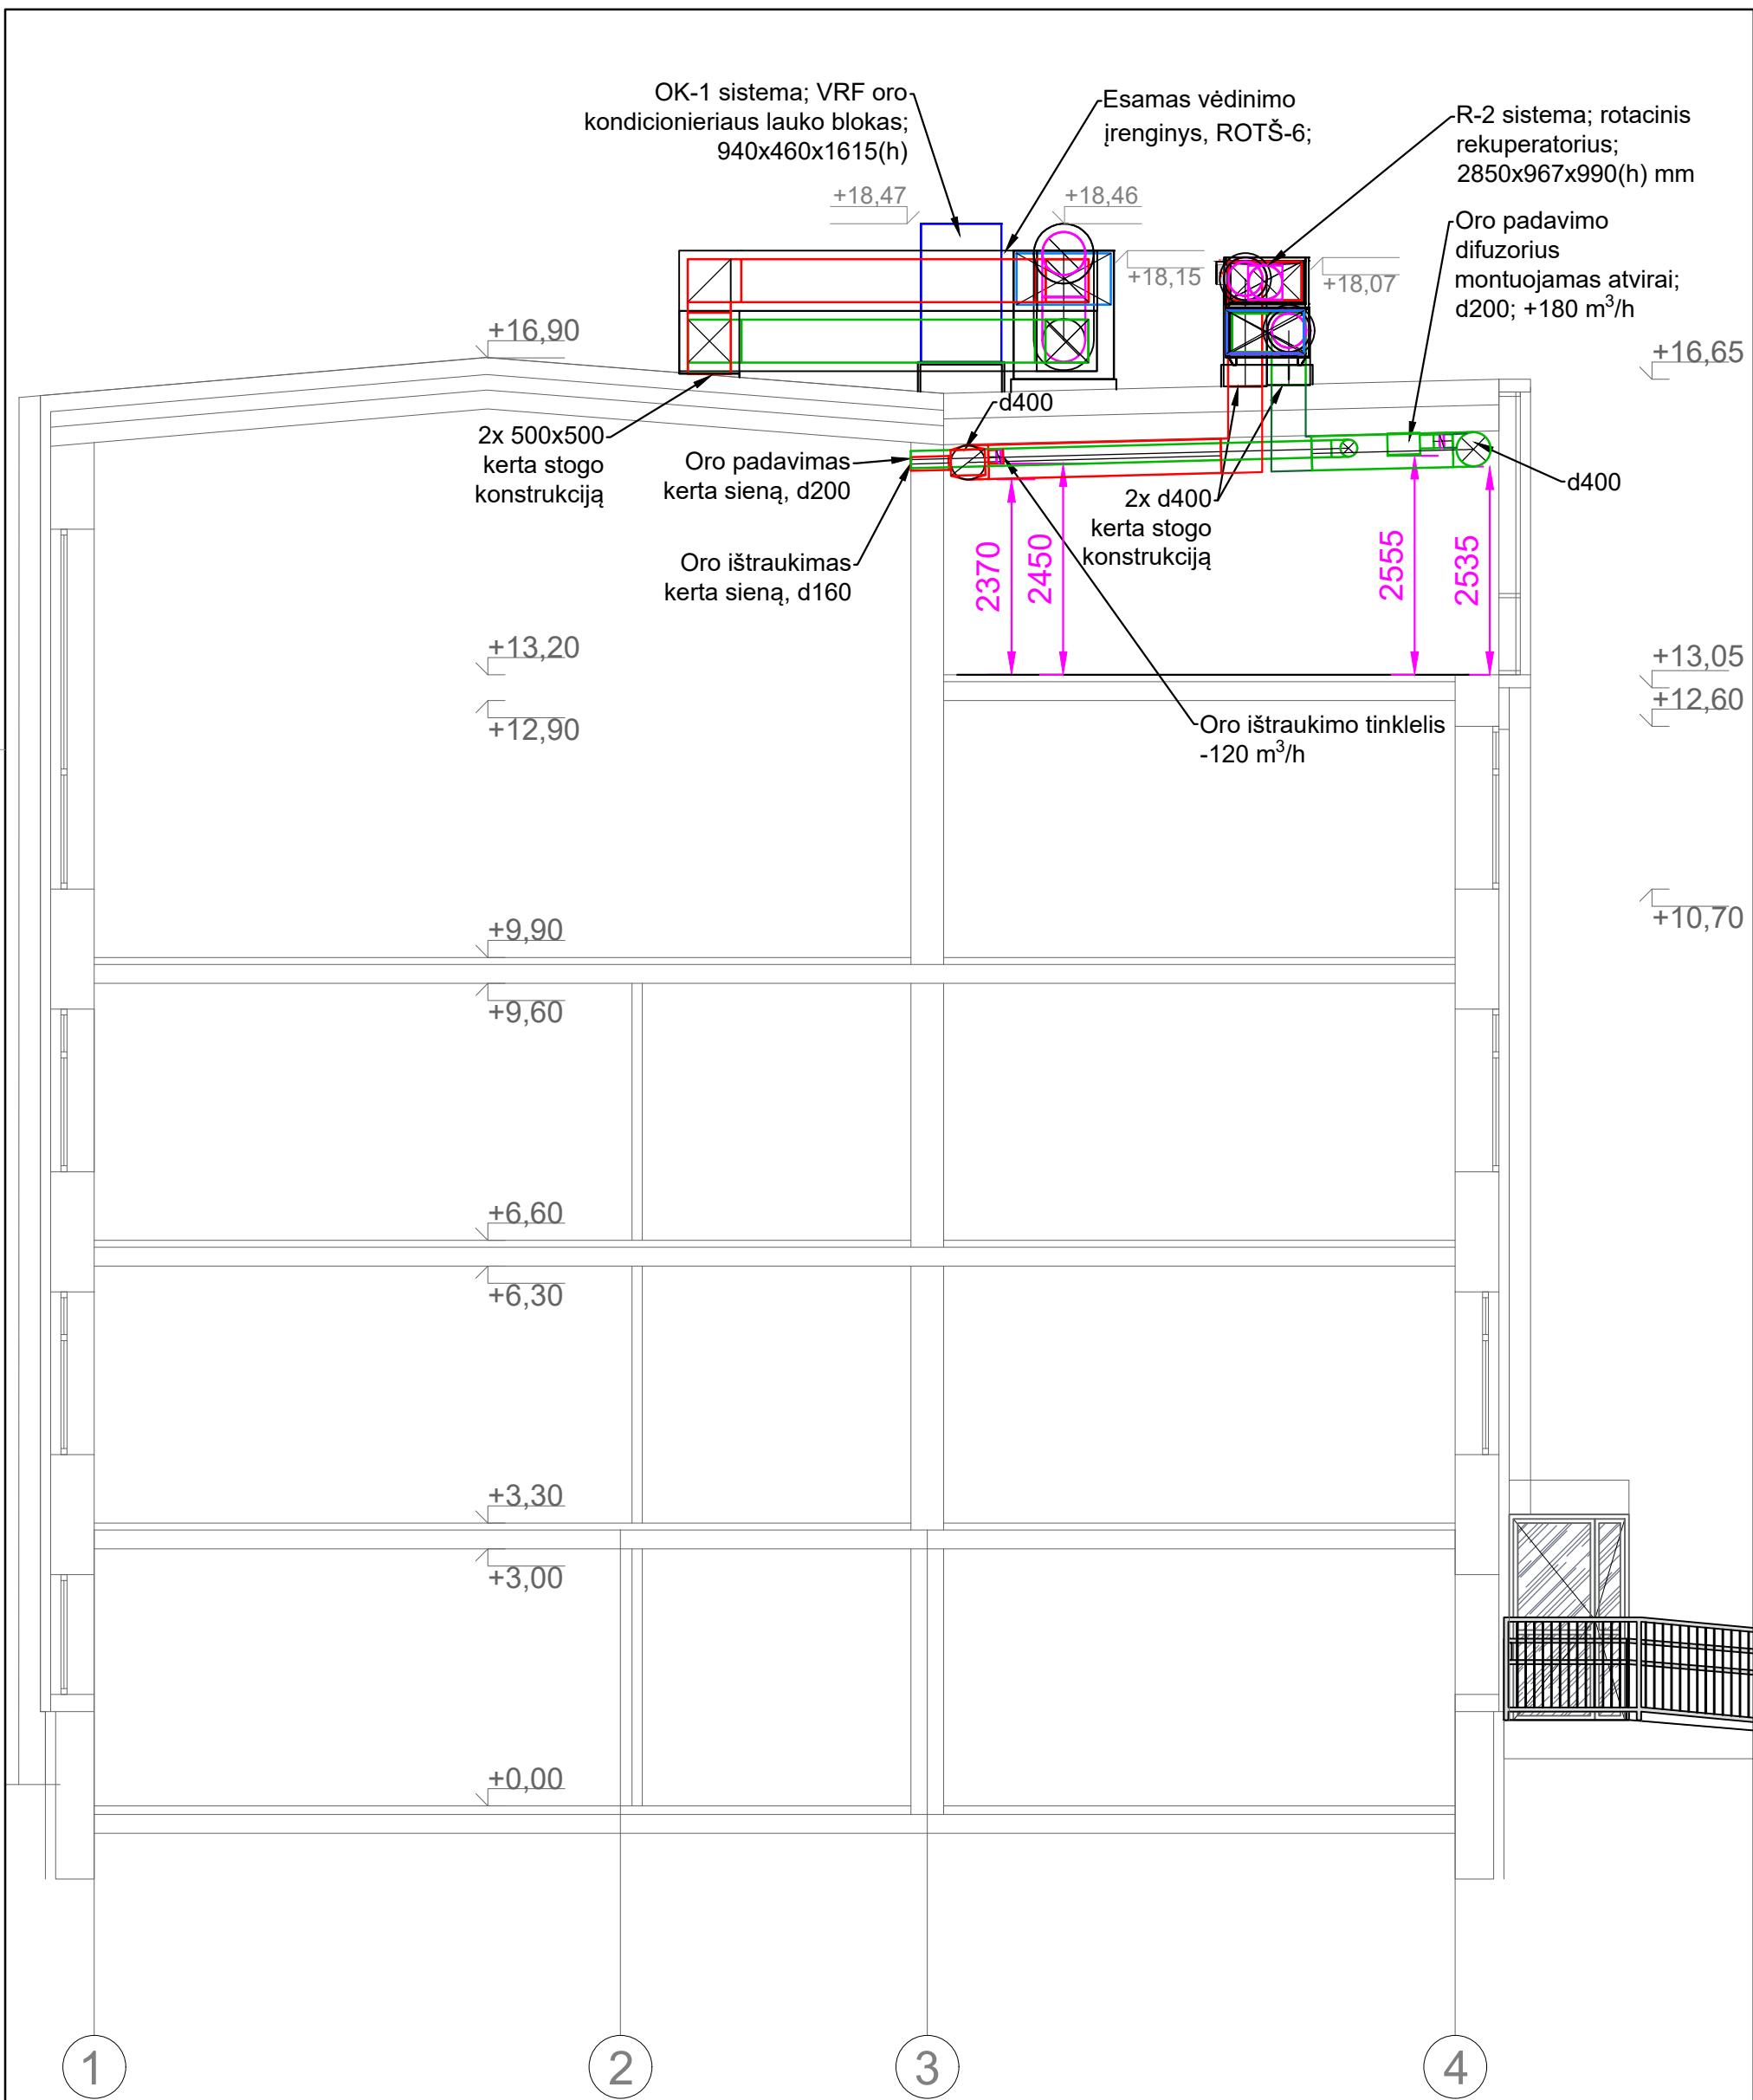 OK-1 sistema; VRF oro
kondicionieriaus lauko blokas;
940x460x1615(h)
Esamas vėdinimo
įrenginys, ROTŠ-6;
R-2 sistema; rotacinis
rekuperatorius;
2850x967x990(h) mm
Oro padavimo
difuzorius
montuojamas atvirai;
d200; +180 m³/h
+18,47
+18,46
+18,15
+18,07
+16,90
+16,65
d400
2x 500x500
kerta stogo
konstrukciją
Oro padavimas
kerta sieną, d200
Oro ištraukimas
kerta sieną, d160
2x d400
kerta stogo
konstrukciją
d400
2370
2450
2555
2535
+13,20
+12,90
+13,05
+12,60
Oro ištraukimo tinklelis
-120 m³/h
+10,70
+9,90
+9,60
+6,60
+6,30
+3,30
+3,00
+0,00
1
2
3
4